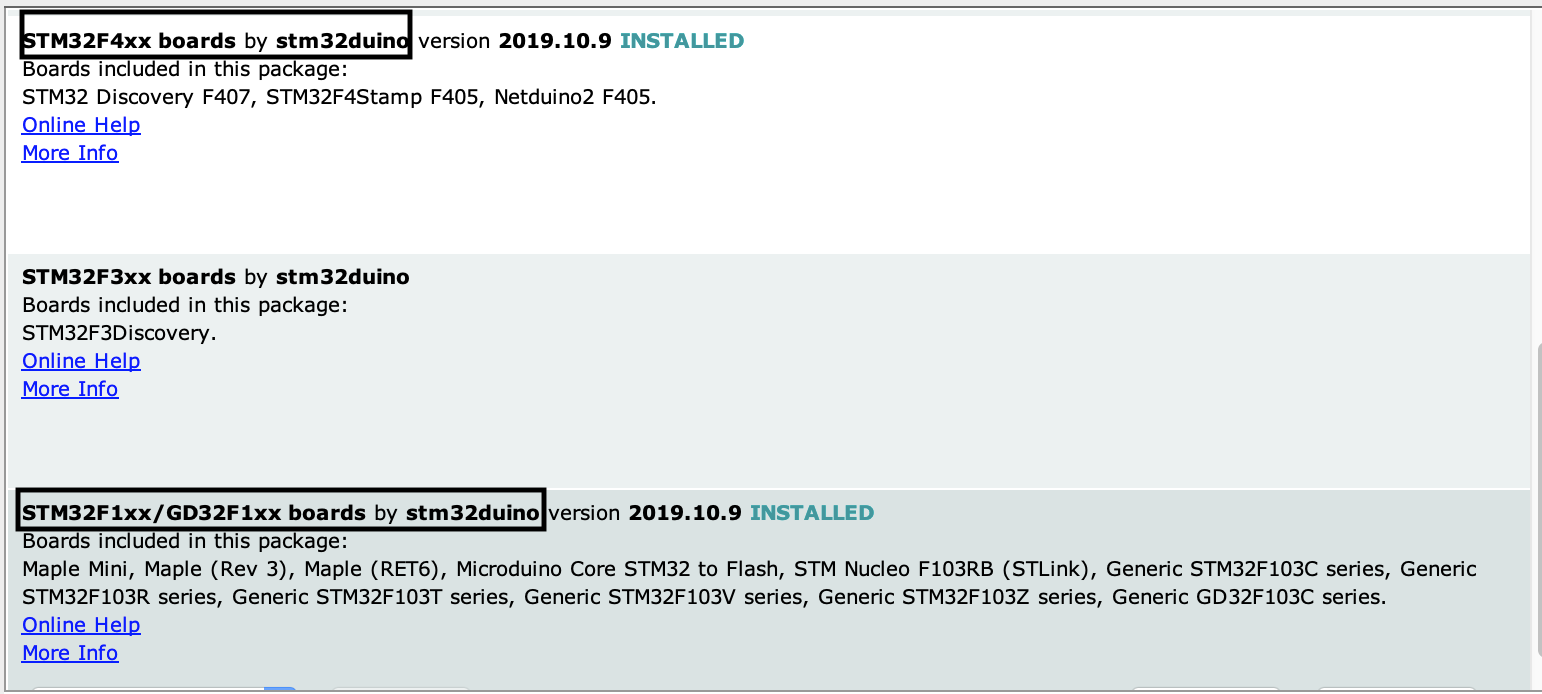 STM32F4xx boards by stm32duino version 2019.10.9 INSTALLED
Boards included in this package:
STM32 Discovery F407, STM32F4Stamp F405, Netduino2 F405.
Online Help
More Info
STM32F3xx boards by stm32duino
Boards included in this package:
STM32F3Discovery.
Online Help
More Info
STM32F1xx/GD32F1xx boards by stm32duino version 2019.10.9 INSTALLED
Boards included in this package:
Maple Mini, Maple (Rev 3), Maple (RET6), Microduino Core STM32 to Flash, STM Nucleo F103RB (STLink), Generic STM32F103C series, Generic
STM32F103R series, Generic STM32F103T series, Generic STM32F103V series, Generic STM32F103Z series, Generic GD32F103C series.
Online Help
More Info